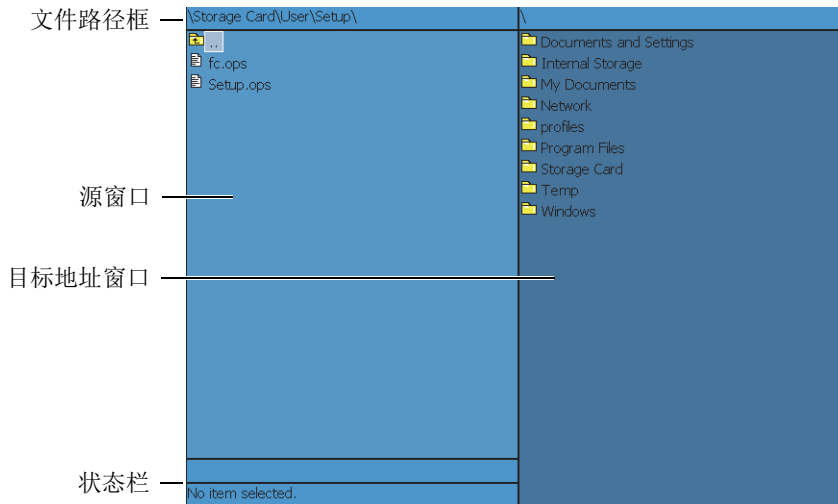 文件路径框
\Storage Card\User\Setup\
\
..
fc.ops
Setup.ops
Documents and Settings
Internal Storage
My Documents
Network
profiles
Program Files
Storage Card
Temp
Windows
源窗口
目标地址窗口
状态栏
No item selected.